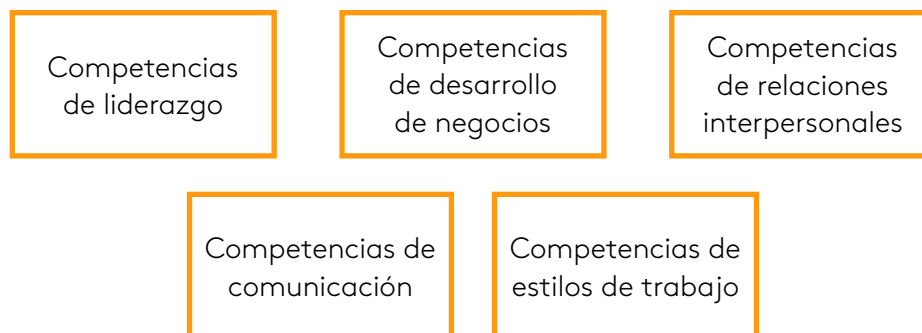 Competencias
de liderazgo
Competencias
de desarrollo
de negocios
Competencias
de relaciones
interpersonales
Competencias de
comunicación
Competencias de
estilos de trabajo